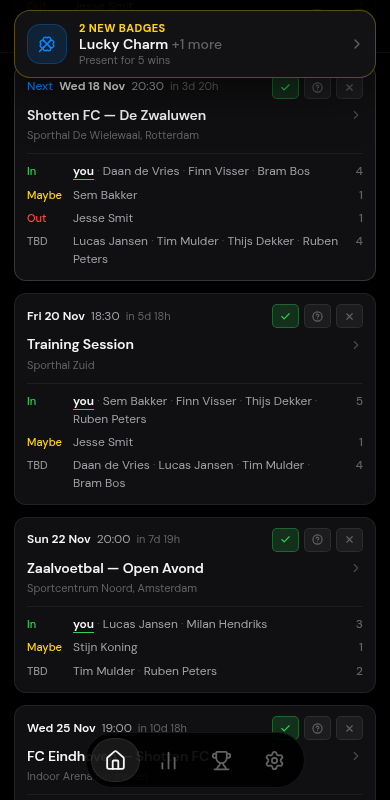 2 NEW BADGES
Lucky Charm +1 more
Present for 5 wins
Next Wed 18 Nov 20:30 in 3d 20h
Shotten FC — De Zwaluwen
Sporthal De Wielewaal, Rotterdam
In you · Daan de Vries · Finn Visser · Bram Bos 4
Maybe Sem Bakker 1
Out Jesse Smit 1
TBD Lucas Jansen · Tim Mulder · Thijs Dekker · Ruben 4
Peters
Fri 20 Nov 18:30 in 5d 18h
Training Session
Sporthal Zuid
In you · Sem Bakker · Finn Visser · Thijs Dekker · 5
Ruben Peters
Maybe Jesse Smit 1
TBD Daan de Vries · Lucas Jansen · Tim Mulder · 4
Bram Bos
Sun 22 Nov 20:00 in 7d 19h
Zaalvoetbal — Open Avond
Sportcentrum Noord, Amsterdam
In you · Lucas Jansen · Milan Hendriks 3
Maybe Stijn Koning 1
TBD Tim Mulder · Ruben Peters 2
Wed 25 Nov 19:00 in 10d 18h
FC Eindh
Indoor Arena